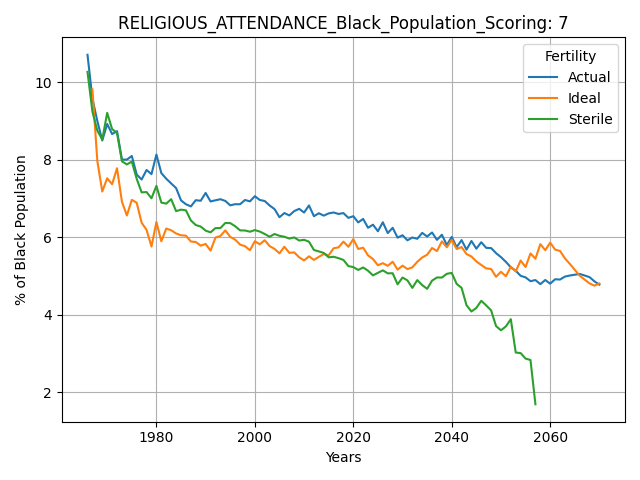 RELIGIOUS_ATTENDANCE_Black_Population_Scoring: 7
Fertility
Actual
Ideal
Sterile
% of Black Population
10
8
6
4
2
1980 2000 2020 2040 2060
Years